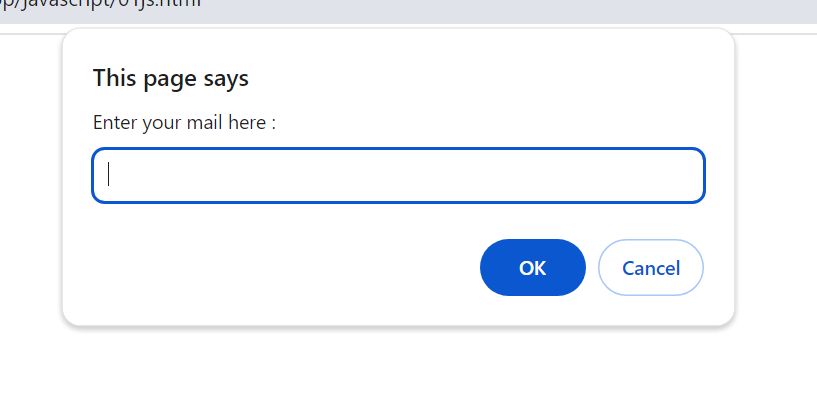 This page says
Enter your mail here :
OK
Cancel